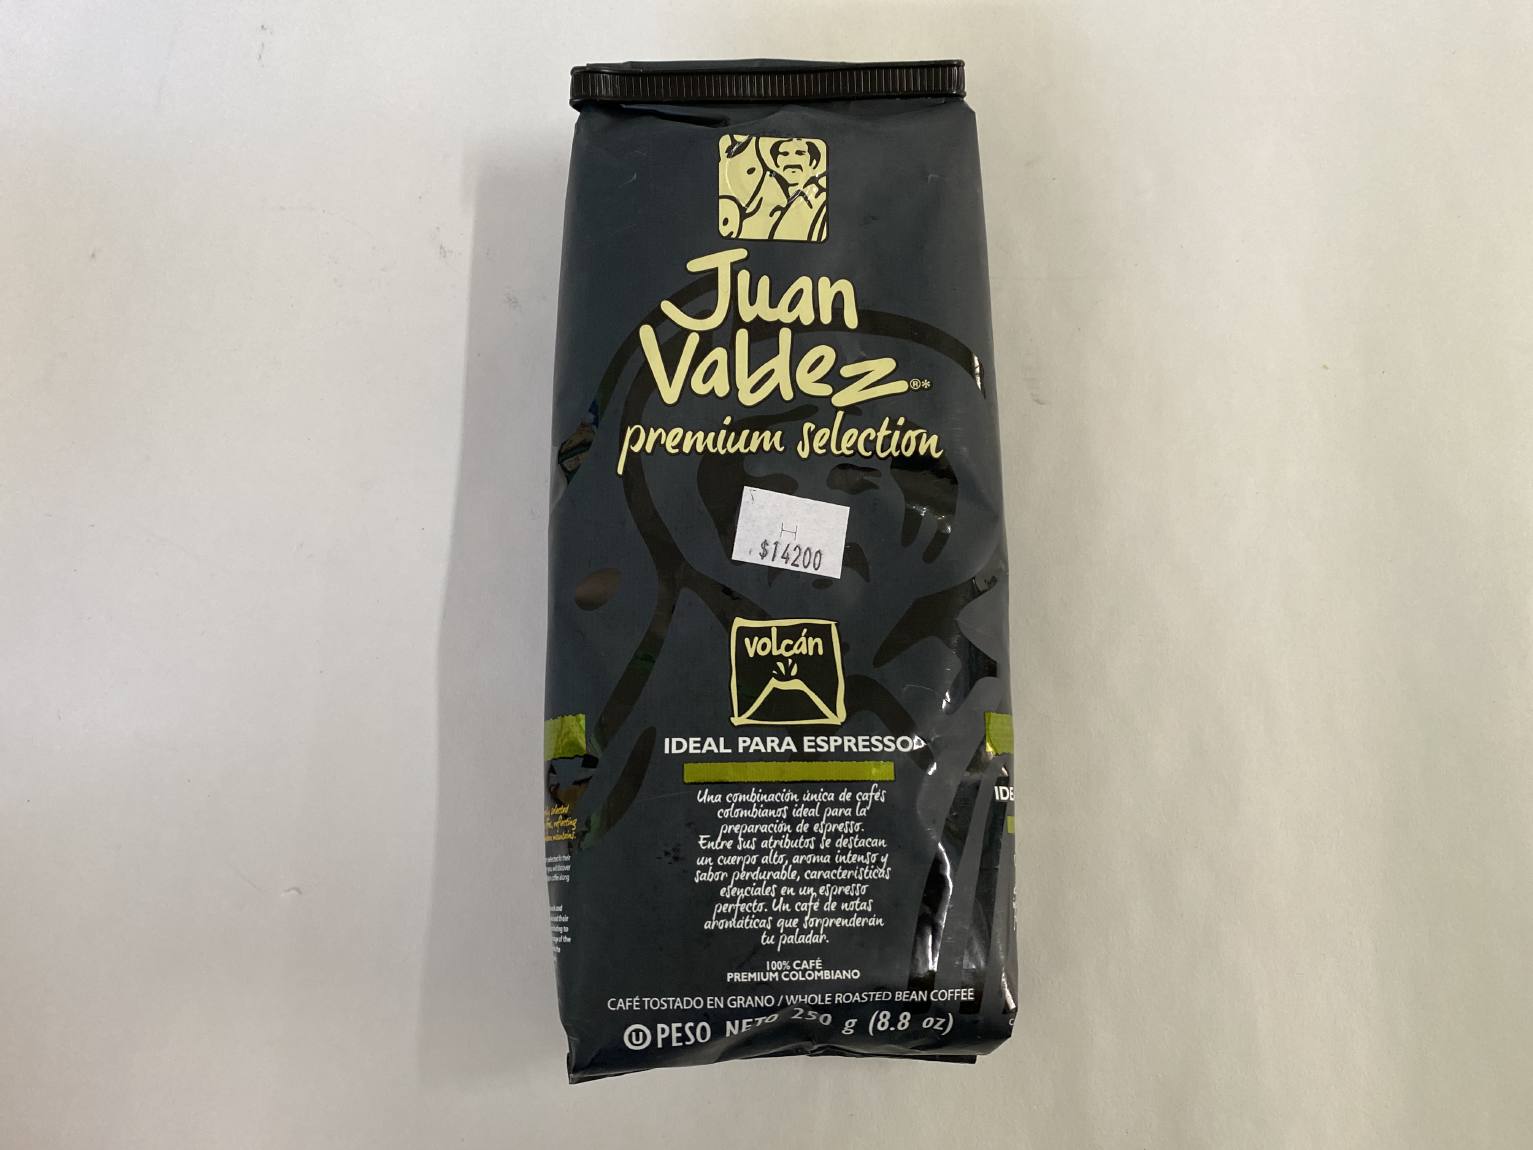 Juan
Valdez®*
premium selection
H
$14200
volcán
IDEAL PARA ESPRESSO
Una combinación única de cafés
colombianos ideal para la
preparación de espresso.
Entre sus atributos se destacan
un cuerpo alto, aroma intenso y
sabor perdurable, características
esenciales en un espresso
perfecto. Un café de notas
aromáticas que sorprenderán
tu paladar.
100% CAFÉ
PREMIUM COLOMBIANO
CAFÉ TOSTADO EN GRANO / WHOLE ROASTED BEAN COFFEE
U PESO NETO 250 g (8.8 oz)